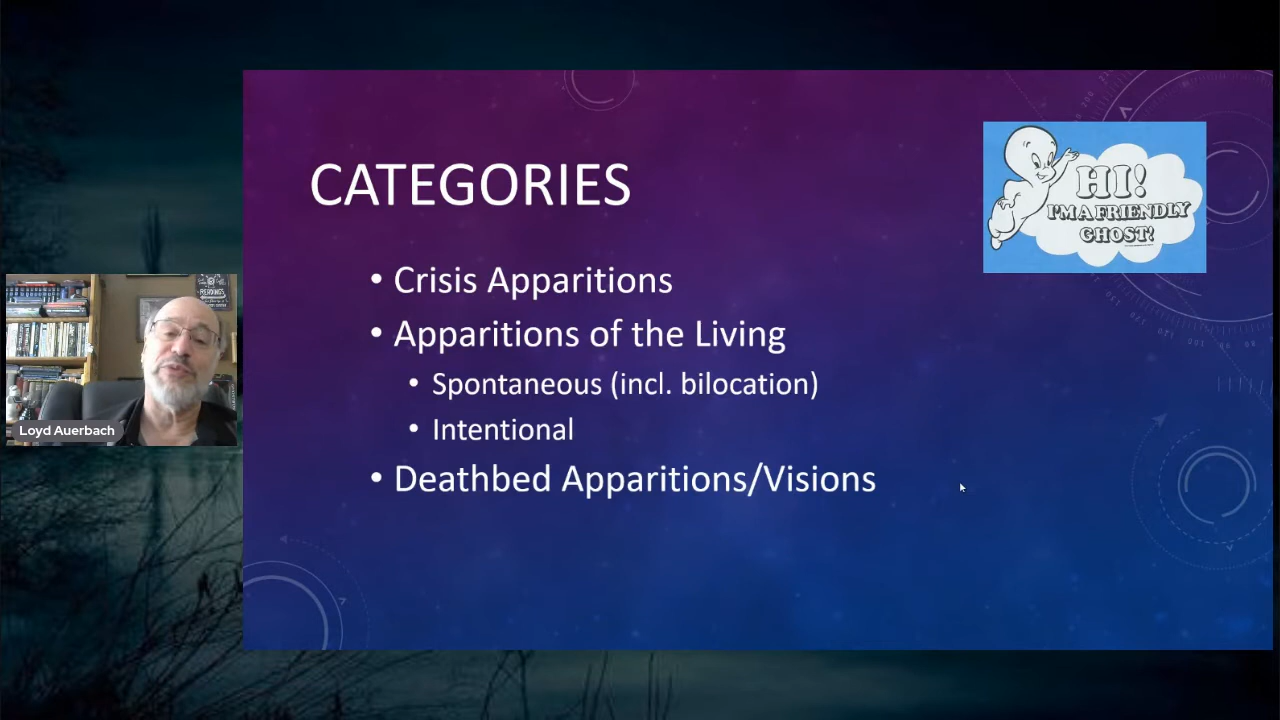 CATEGORIES
HI!
I'M A FRIENDLY
GHOST!
• Crisis Apparitions
• Apparitions of the Living
• Spontaneous (incl. bilocation)
• Intentional
• Deathbed Apparitions/Visions
READINGS
Loyd Auerbach